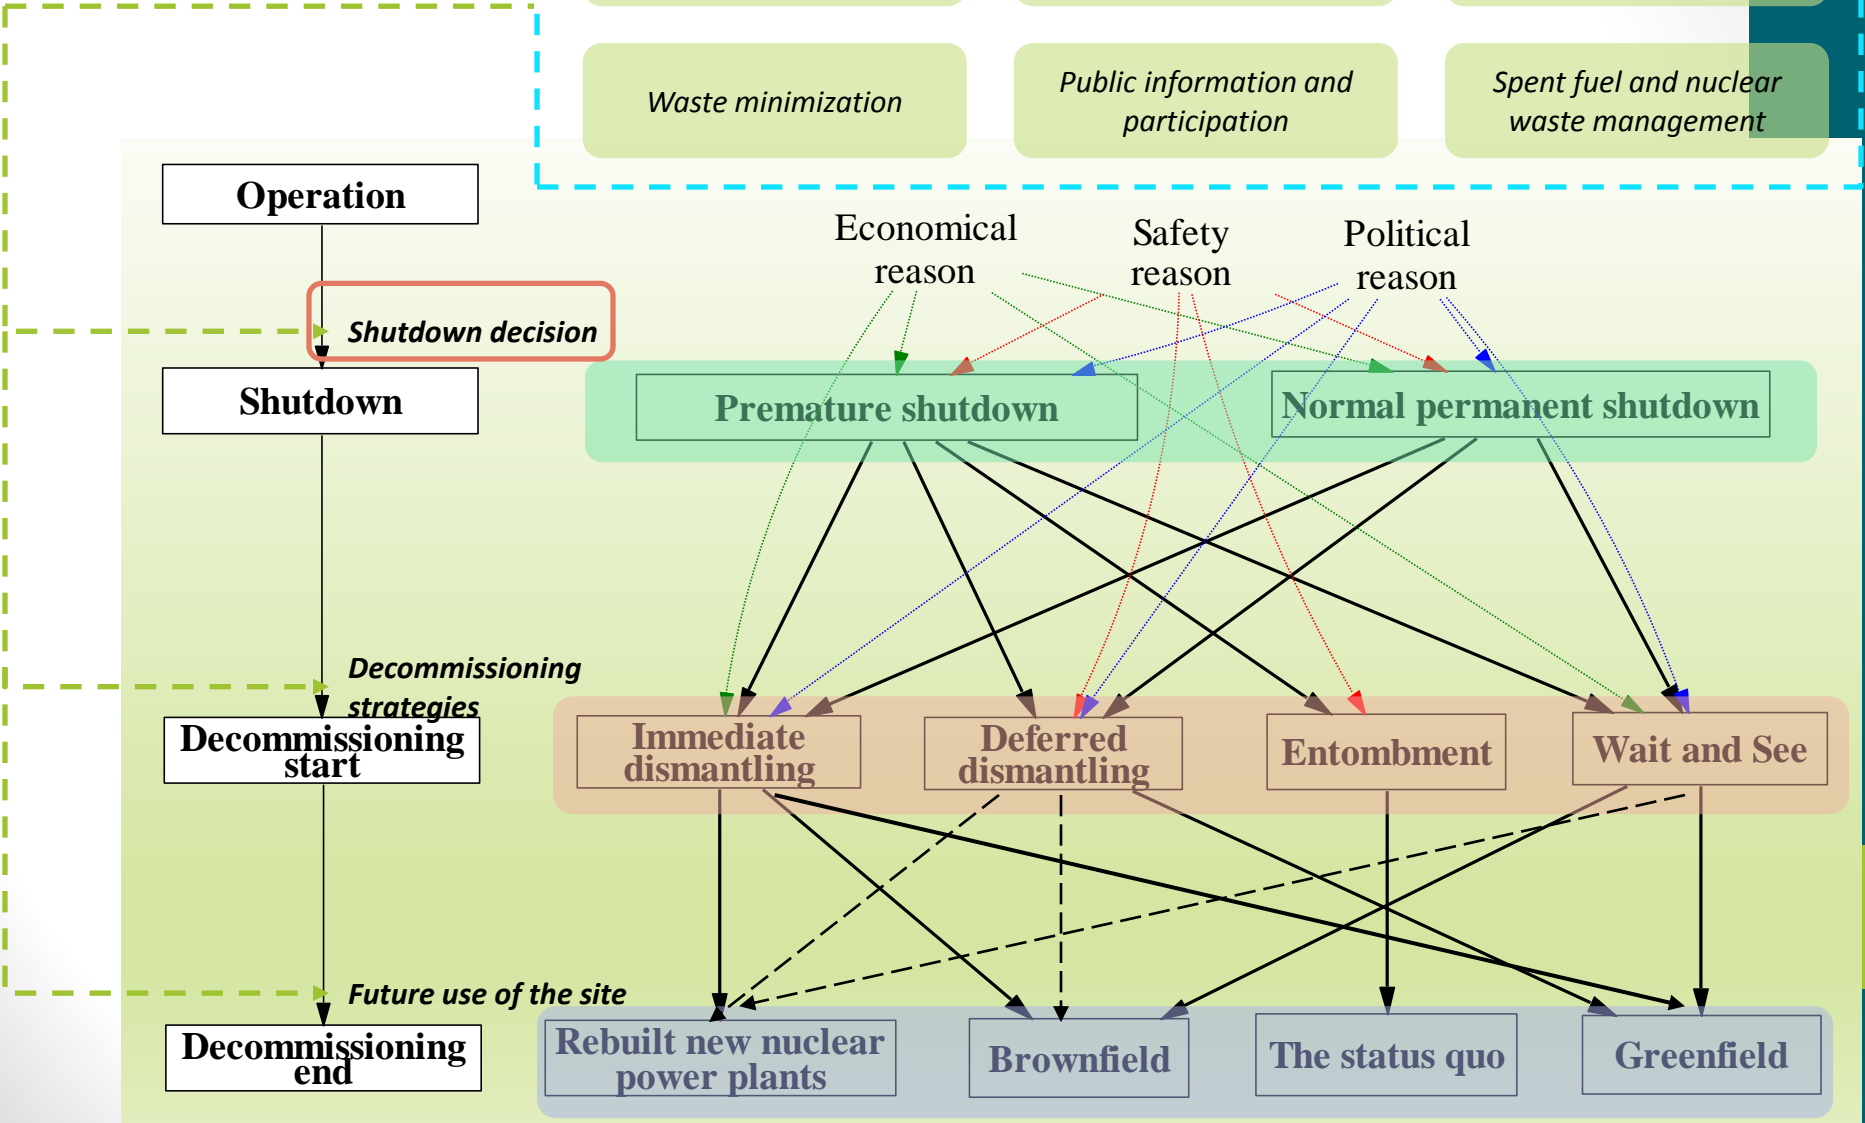 Waste minimization
Public information and
participation
Spent fuel and nuclear
waste management
Operation
Economical
reason
Safety
reason
Political
reason
Shutdown decision
Shutdown
Premature shutdown
Normal permanent shutdown
Decommissioning
strategies
Decommissioning
start
Immediate
dismantling
Deferred
dismantling
Entombment
Wait and See
Future use of the site
Decommissioning
end
Rebuilt new nuclear
power plants
Brownfield
The status quo
Greenfield